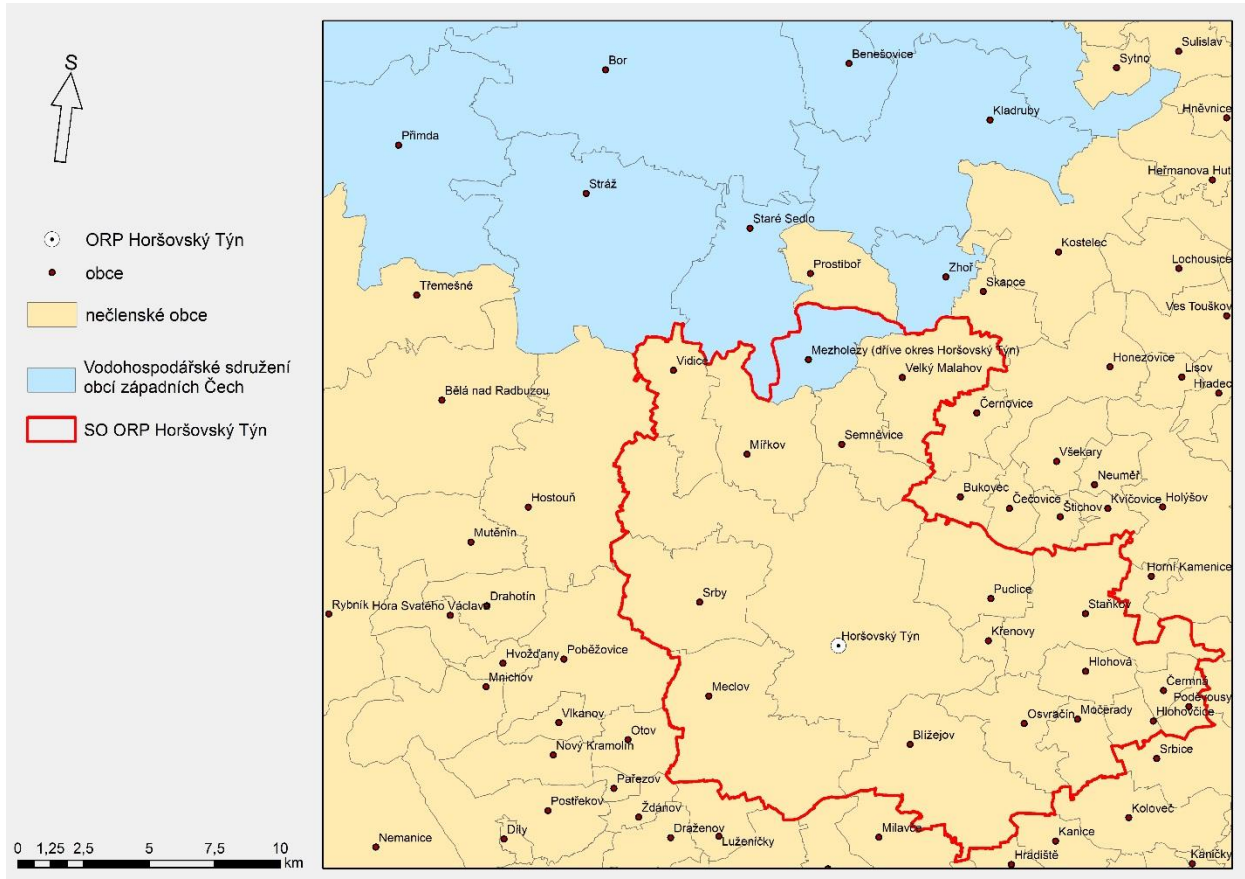 S
ORP Horšovský Týn
obce
nečlenské obce
Vodohospodářské sdružení
obcí západních Čech
SO ORP Horšovský Týn
0 1,25 2,5 5 7,5 10
km
Sulislav
Sytno
Benešovice
Bor
Hněvnice
Kladruby
Přimda
Heřmanova Huť
Stráž
Staré Sedlo
Kostelec
Prostiboř
Zhoř
Lochousice
Třemešné
Skapce
Ves Touškov
Vidice
Mezholezy (dříve okres Horšovský Týn)
Velký Malahov
Honezovice
Lisov
Hradec
Bělá nad Radbuzou
Černovice
Mířkov
Semněvice
Všekary
Neuměř
Bukovec
Čečovice
Štichov
Kvíčovice
Holýšov
Hostouň
Mutěnín
Horní Kamenice
Puclice
Staňkov
Srby
Drahotín
Rybník
Hora Svatého Václava
Křenovy
Horšovský Týn
Hvožďany
Poběžovice
Hlohová
Mnichov
Meclov
Čermná
Poděvousy
Vlkanov
Osvračín
Močerady
Hlohovčice
Otov
Blížejov
Nový Kramolín
Srbice
Pařezov
Postřekov
Ždánov
Koloveč
Díly
Draženov
Luženičky
Milavče
Kanice
Nemanice
Hradiště
Kaničky